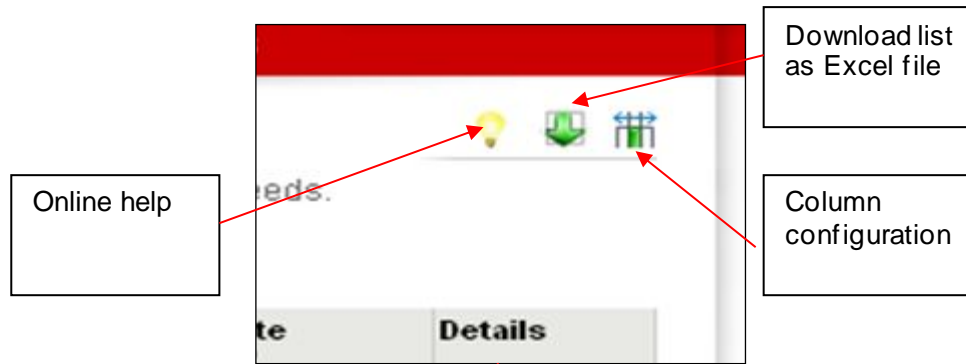 Download list
as Excel file
Online help
eeds.
Column
configuration
te
Details